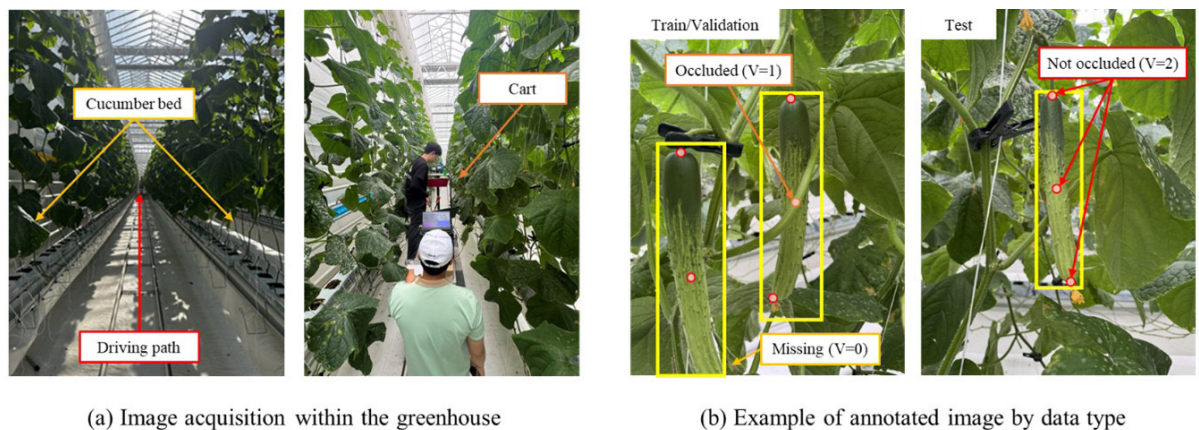 Cucumber bed
Driving path
Cart
Train/Validation
Occluded (V=1)
Missing (V=0)
Test
Not occluded (V=2)
(a) Image acquisition within the greenhouse
(b) Example of annotated image by data type